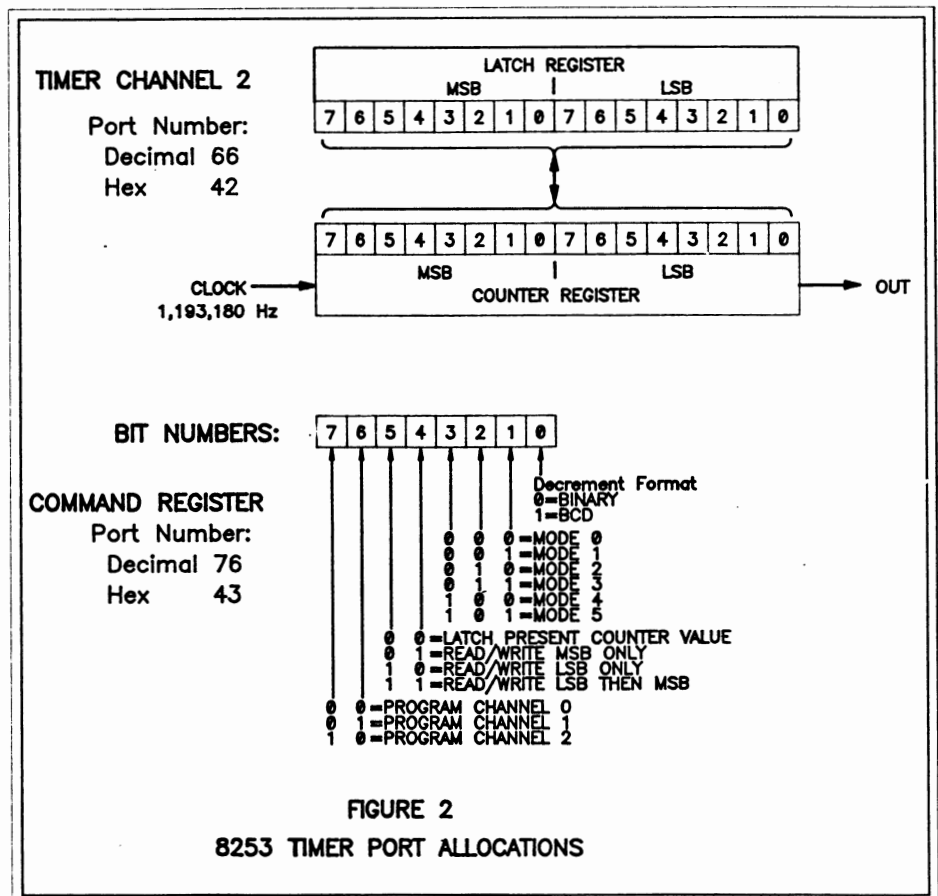 TIMER CHANNEL 2
Port Number:
Decimal 66
Hex 42
LATCH REGISTER
MSB | LSB
7 6 5 4 3 2 1 0 7 6 5 4 3 2 1 0
7 6 5 4 3 2 1 0 7 6 5 4 3 2 1 0
MSB | LSB
COUNTER REGISTER
CLOCK
1,193,180 Hz
OUT
BIT NUMBERS:
7 6 5 4 3 2 1 0
COMMAND REGISTER
Port Number:
Decimal 76
Hex 43
Decrement Format
0=BINARY
1=BCD
0 0 0=MODE 0
0 0 1=MODE 1
0 1 0=MODE 2
0 1 1=MODE 3
1 0 0=MODE 4
1 0 1=MODE 5
0 0=LATCH PRESENT COUNTER VALUE
0 1=READ/WRITE MSB ONLY
1 0=READ/WRITE LSB ONLY
1 1=READ/WRITE LSB THEN MSB
0 0=PROGRAM CHANNEL 0
0 1=PROGRAM CHANNEL 1
1 0=PROGRAM CHANNEL 2
FIGURE 2
8253 TIMER PORT ALLOCATIONS